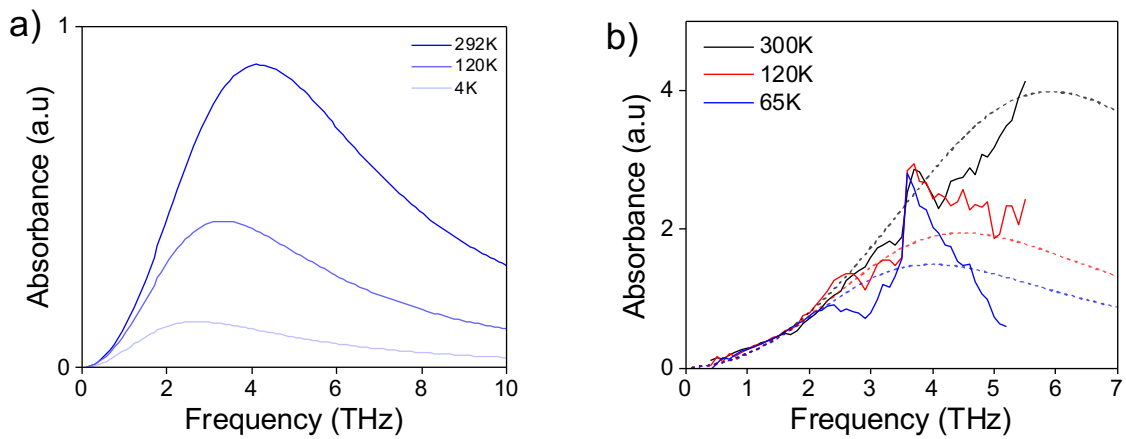 a)
1
0
Absorbance (a.u)
292K
120K
4K
0 2 4 6 8 10
Frequency (THz)
b)
4
2
0
Absorbance (a.u)
300K
120K
65K
0 1 2 3 4 5 6 7
Frequency (THz)